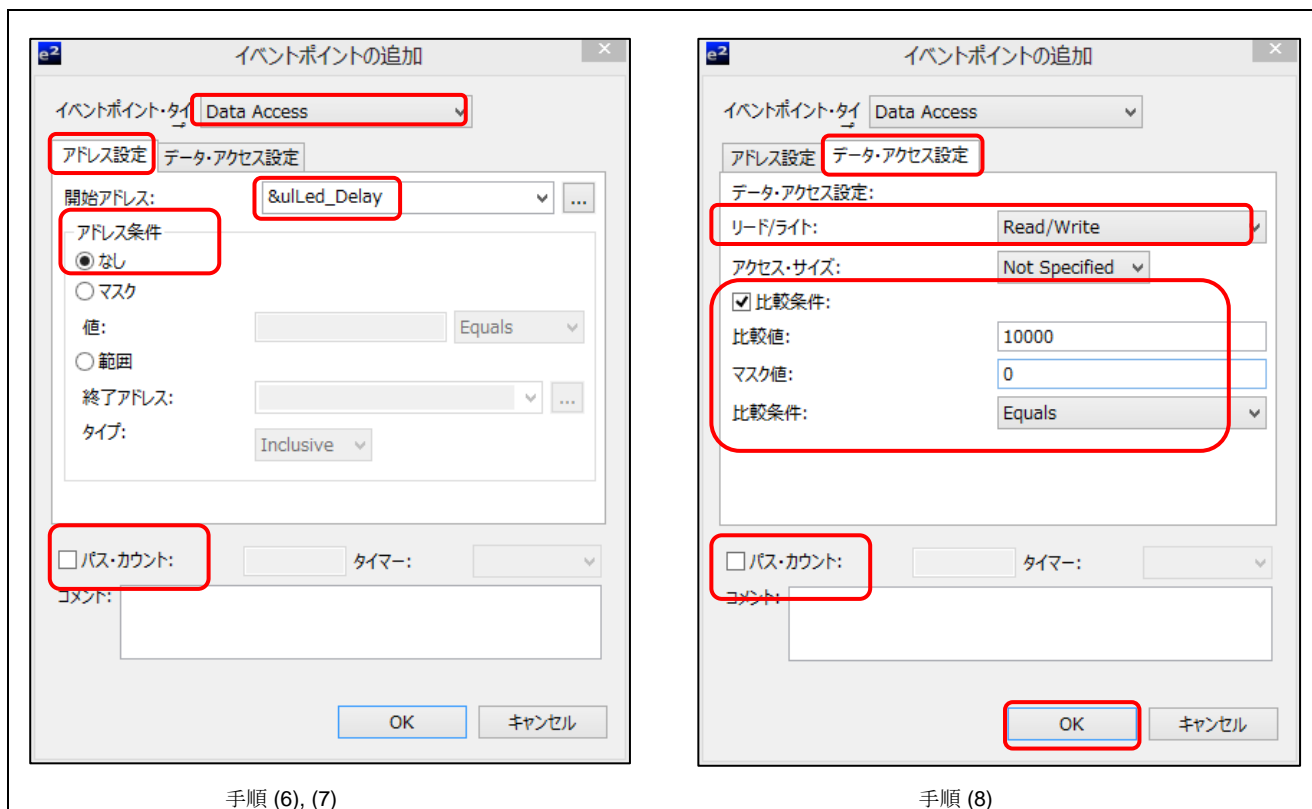 e²
イベントポイントの追加
イベントポイント・タイプ Data Access
アドレス設定 データ・アクセス設定
開始アドレス: &ulLed_Delay ...
アドレス条件
なし
マスク
値: Equals
範囲
終了アドレス: ...
タイプ: Inclusive
パス・カウント: タイマー:
コメント:
OK キャンセル
手順 (6), (7)
e²
イベントポイントの追加
イベントポイント・タイプ Data Access
アドレス設定 データ・アクセス設定
データ・アクセス設定:
リード/ライト: Read/Write
アクセス・サイズ: Not Specified
比較条件:
比較値: 10000
マスク値: 0
比較条件: Equals
パス・カウント: タイマー:
コメント:
OK キャンセル
手順 (8)